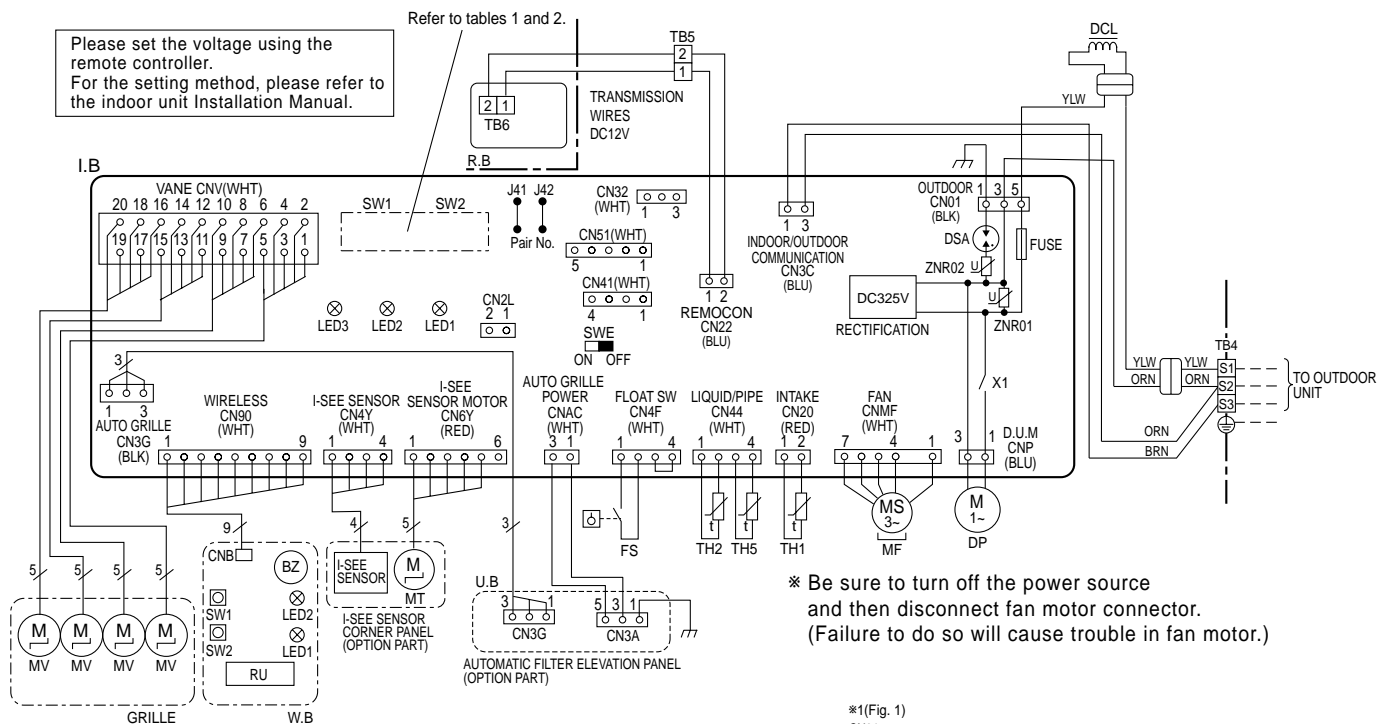 Refer to tables 1 and 2.
Please set the voltage using the
remote controller.
For the setting method, please refer to
the indoor unit Installation Manual.
TB5
2
1
DCL
YLW
2 1
TB6
TRANSMISSION
WIRES
DC12V
R.B
I.B
VANE CNV(WHT)
20 18 16 14 12 10 8 6 4 2
19 17 15 13 11 9 7 5 3 1
SW1 SW2
J41 J42
Pair No.
CN32
(WHT)
1 3
CN51(WHT)
5 1
CN41(WHT)
4 1
SWE
ON OFF
1 2
REMOCON
CN22
(BLU)
1 3
INDOOR/OUTDOOR
COMMUNICATION
CN3C
(BLU)
OUTDOOR
CN01
(BLK)
1 3 5
DSA
FUSE
ZNR02
U
DC325V
RECTIFICATION
U
ZNR01
X1
LED3 LED2 LED1
CN2L
2 1
3
1 3
AUTO GRILLE
CN3G
(BLK)
WIRELESS
CN90
(WHT)
1 9
I-SEE SENSOR
CN4Y
(WHT)
1 4
I-SEE
SENSOR MOTOR
CN6Y
(RED)
1 6
AUTO GRILLE
POWER
CNAC
(WHT)
3 1
FLOAT SW
CN4F
(WHT)
1 4
LIQUID/PIPE
CN44
(WHT)
1 4
INTAKE
CN20
(RED)
1 2
FAN
CNMF
(WHT)
7 4 1
3 1
D.U.M
CNP
(BLU)
TB4
YLW YLW S1
ORN ORN S2
S3
TO OUTDOOR
UNIT
ORN
BRN
5 5 5 5
M M M M
MV MV MV MV
GRILLE
9
CNB
BZ
SW1
LED2
SW2
LED1
RU
W.B
4
5
I-SEE
SENSOR
M
MT
I-SEE SENSOR
CORNER PANEL
(OPTION PART)
3
U.B
3 1
CN3G
5 3 1
CN3A
AUTOMATIC FILTER ELEVATION PANEL
(OPTION PART)
FS
t t t
TH2 TH5 TH1
MS
3~
MF
M
1~
DP
※ Be sure to turn off the power source
and then disconnect fan motor connector.
(Failure to do so will cause trouble in fan motor.)
※1(Fig. 1)